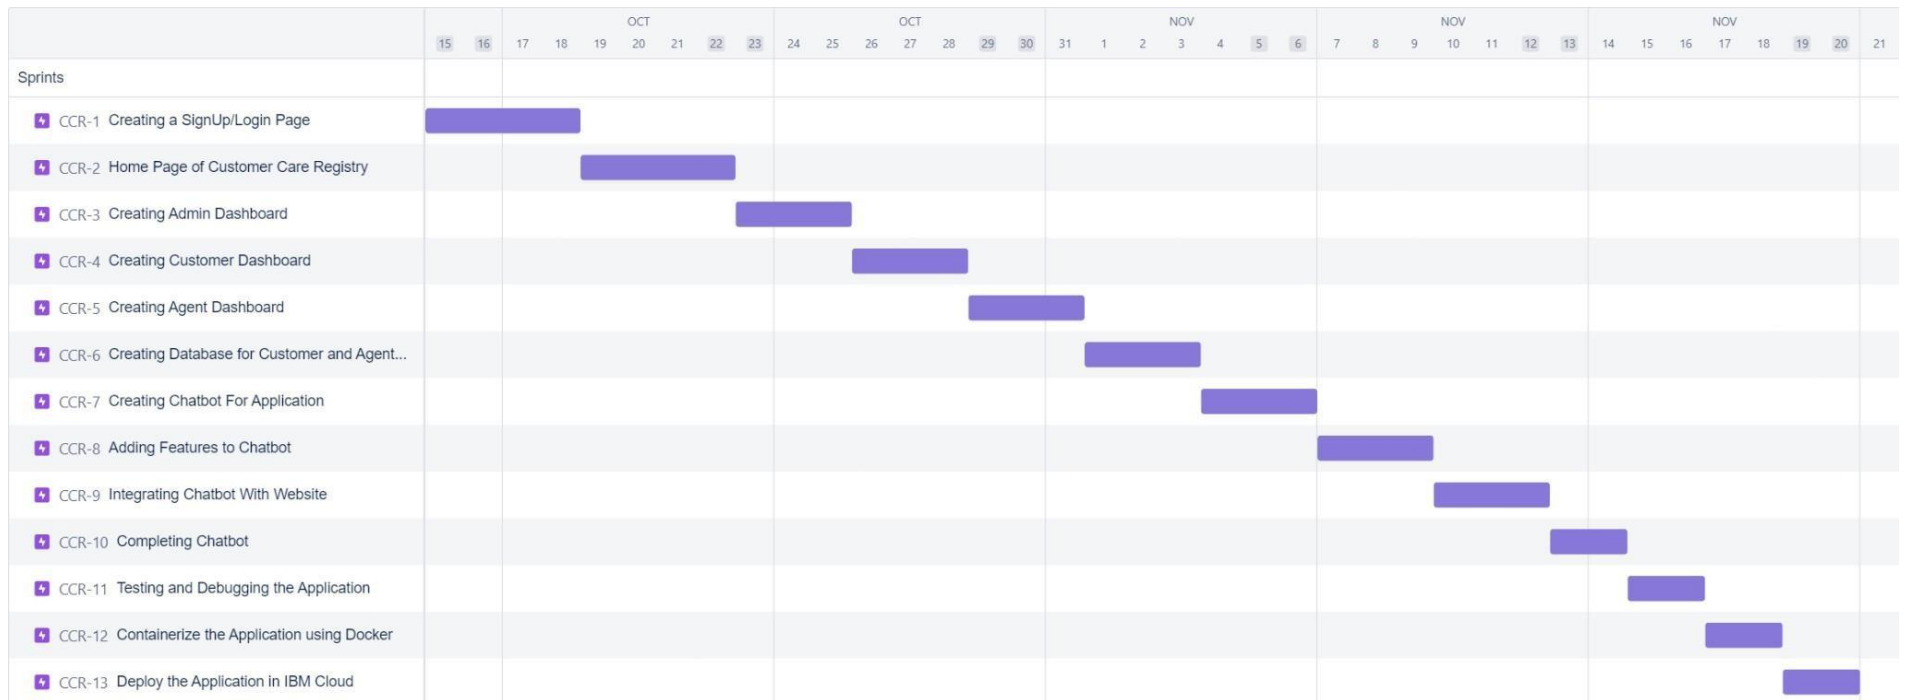 OCT OCT NOV NOV NOV
15 16 17 18 19 20 21 22 23 24 25 26 27 28 29 30 31 1 2 3 4 5 6 7 8 9 10 11 12 13 14 15 16 17 18 19 20 21
Sprints
CCR-1 Creating a SignUp/Login Page
CCR-2 Home Page of Customer Care Registry
CCR-3 Creating Admin Dashboard
CCR-4 Creating Customer Dashboard
CCR-5 Creating Agent Dashboard
CCR-6 Creating Database for Customer and Agent...
CCR-7 Creating Chatbot For Application
CCR-8 Adding Features to Chatbot
CCR-9 Integrating Chatbot With Website
CCR-10 Completing Chatbot
CCR-11 Testing and Debugging the Application
CCR-12 Containerize the Application using Docker
CCR-13 Deploy the Application in IBM Cloud